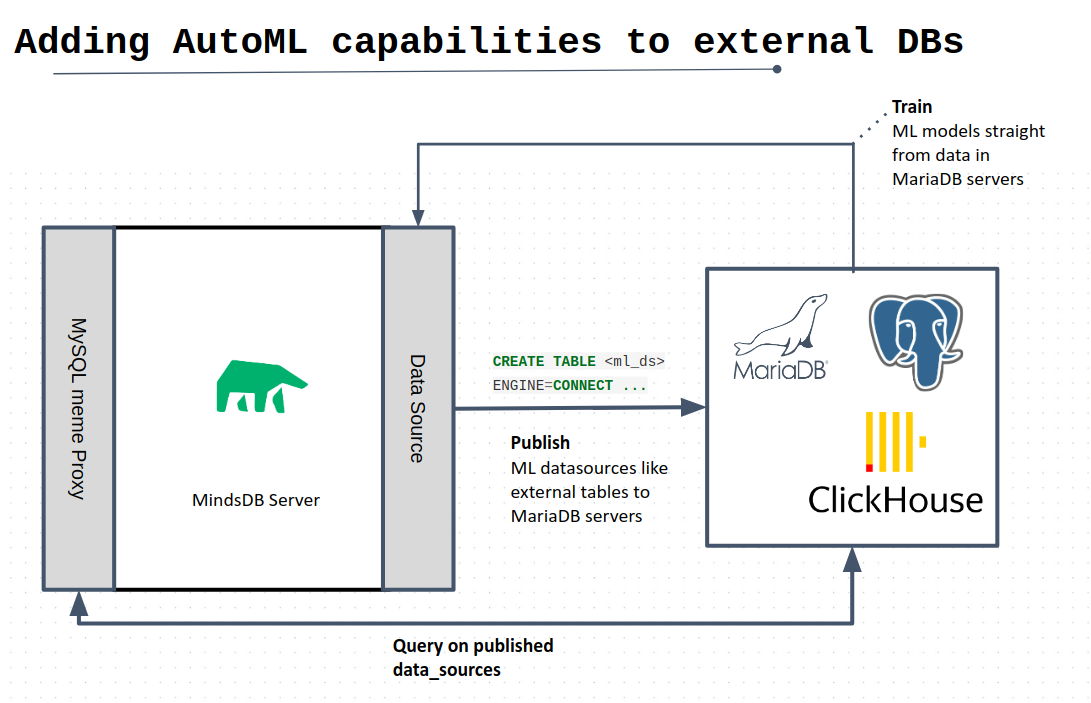 Adding AutoML capabilities to external DBs
Train
ML models straight
from data in
MariaDB servers
MySQL meme Proxy
MindsDB Server
Data Source
CREATE TABLE <ml_ds>
ENGINE=CONNECT ...
Publish
ML datasources like
external tables to
MariaDB servers
MariaDB
ClickHouse
Query on published
data_sources